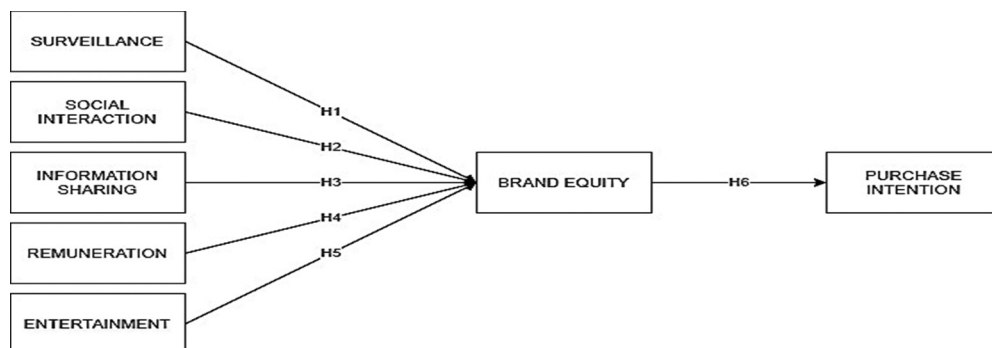 SURVEILLANCE
SOCIAL
INTERACTION
INFORMATION
SHARING
REMUNERATION
ENTERTAINMENT
H1
H2
H3
H4
H5
BRAND EQUITY
H6
PURCHASE
INTENTION